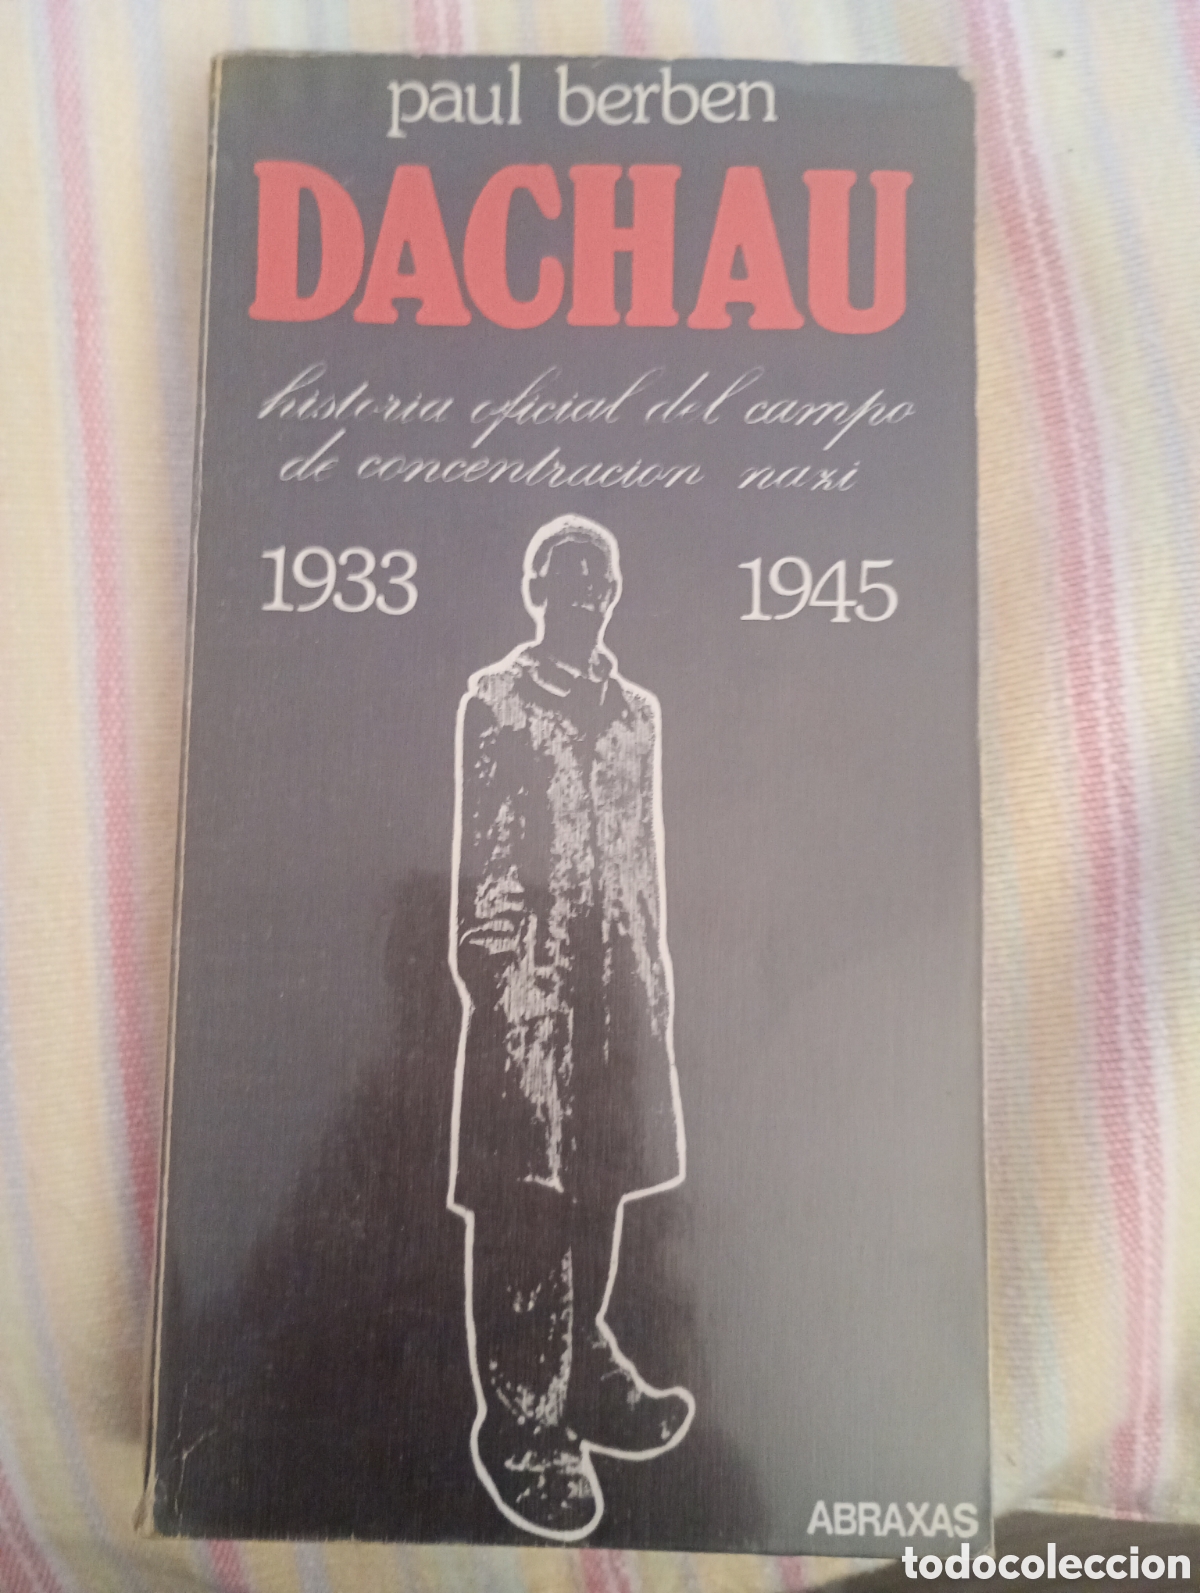 paul berben
DACHAU
historia oficial del campo
de concentracion nazi
1933 1945
ABRAXAS
todocoleccion